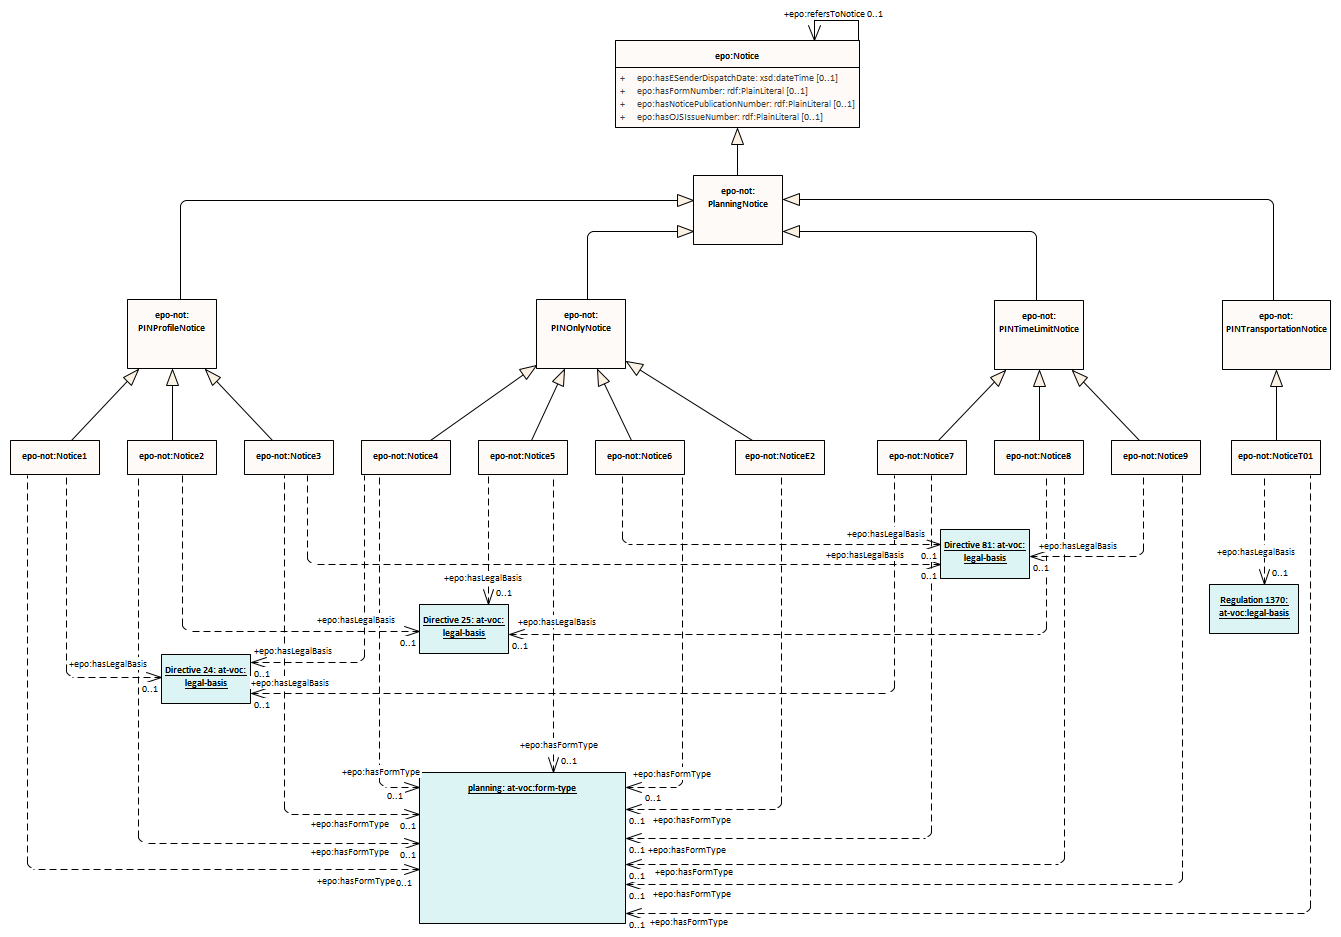 +epo:refersToNotice 0..1
epo:Notice
+ epo:hasESenderDispatchDate: xsd:dateTime [0..1]
+ epo:hasFormNumber: rdf:PlainLiteral [0..1]
+ epo:hasNoticePublicationNumber: rdf:PlainLiteral [0..1]
+ epo:hasOJSIssueNumber: rdf:PlainLiteral [0..1]
epo-not:
PlanningNotice
epo-not:
PINProfileNotice
epo-not:
PINOnlyNotice
epo-not:
PINTimeLimitNotice
epo-not:
PINTransportationNotice
epo-not:Notice1
epo-not:Notice2
epo-not:Notice3
epo-not:Notice4
epo-not:Notice5
epo-not:Notice6
epo-not:NoticeE2
epo-not:Notice7
epo-not:Notice8
epo-not:Notice9
epo-not:NoticeT01
+epo:hasLegalBasis
0..1
+epo:hasLegalBasis
0..1
Directive 81: at-voc:
legal-basis
+epo:hasLegalBasis
0..1
+epo:hasLegalBasis
0..1
Regulation 1370:
at-voc:legal-basis
+epo:hasLegalBasis
0..1
+epo:hasLegalBasis
0..1
Directive 25: at-voc:
legal-basis
+epo:hasLegalBasis
0..1
+epo:hasLegalBasis
0..1
Directive 24: at-voc:
legal-basis
+epo:hasLegalBasis
0..1
+epo:hasLegalBasis
0..1
+epo:hasFormType
0..1
+epo:hasFormType
0..1
planning: at-voc:form-type
+epo:hasFormType
0..1
+epo:hasFormType
0..1
0..1
+epo:hasFormType
+epo:hasFormType
0..1
0..1
+epo:hasFormType
+epo:hasFormType
0..1
0..1
+epo:hasFormType
0..1
+epo:hasFormType
0..1
+epo:hasFormType